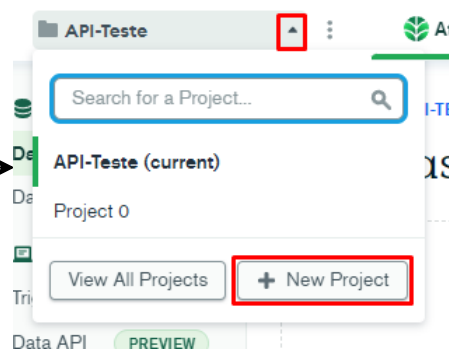 API-Teste
Search for a Project...
API-Teste (current)
Project 0
View All Projects
+ New Project
Data API
PREVIEW